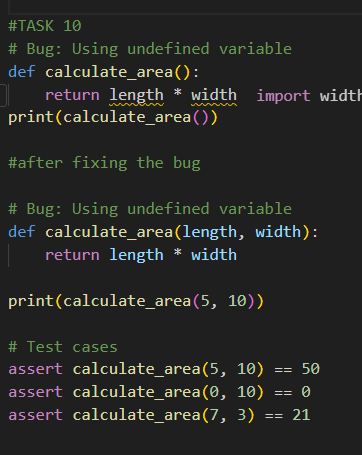 #TASK 10
# Bug: Using undefined variable
def calculate_area():
    return length * width  import width
print(calculate_area())
#after fixing the bug
# Bug: Using undefined variable
def calculate_area(length, width):
    return length * width
print(calculate_area(5, 10))
# Test cases
assert calculate_area(5, 10) == 50
assert calculate_area(0, 10) == 0
assert calculate_area(7, 3) == 21